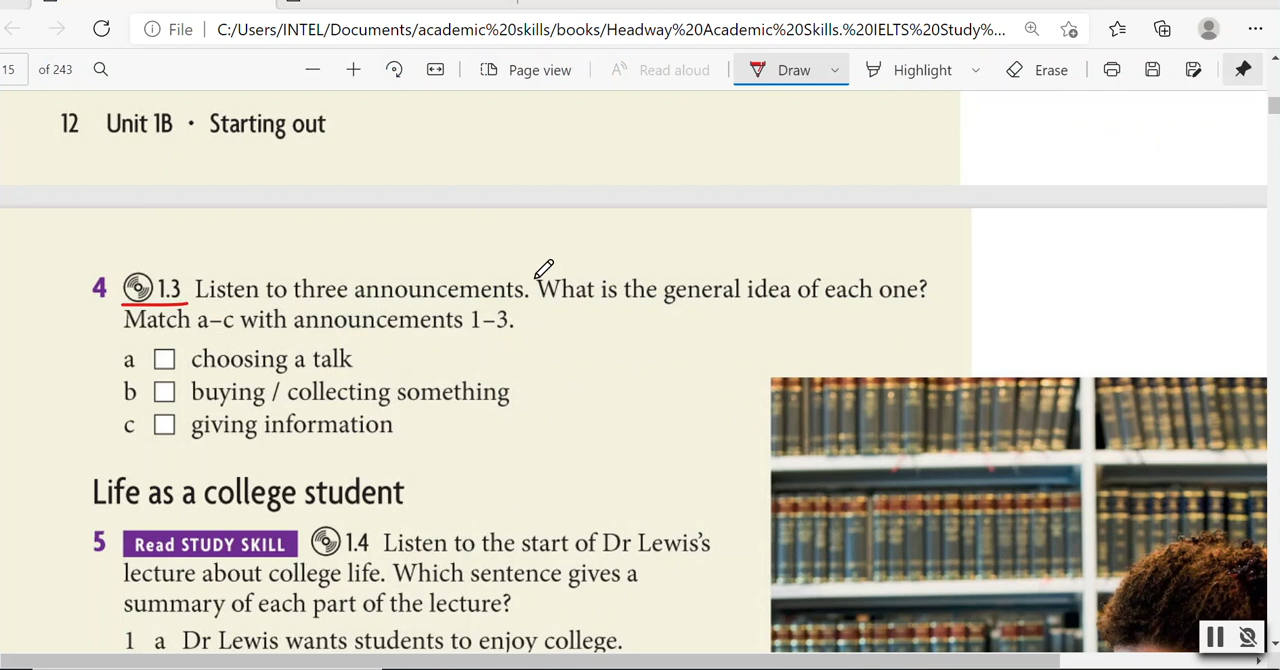 File C:/Users/INTEL/Documents/academic%20skills/books/Headway%20Academic%20Skills.%20IELTS%20Study%...
15 of 243 Page view Read aloud Draw Highlight Erase
12 Unit 1B • Starting out
4 1.3 Listen to three announcements. What is the general idea of each one?
Match a–c with announcements 1–3.
a choosing a talk
b buying / collecting something
c giving information
Life as a college student
5 Read STUDY SKILL 1.4 Listen to the start of Dr Lewis's
lecture about college life. Which sentence gives a
summary of each part of the lecture?
1 a Dr Lewis wants students to enjoy college.